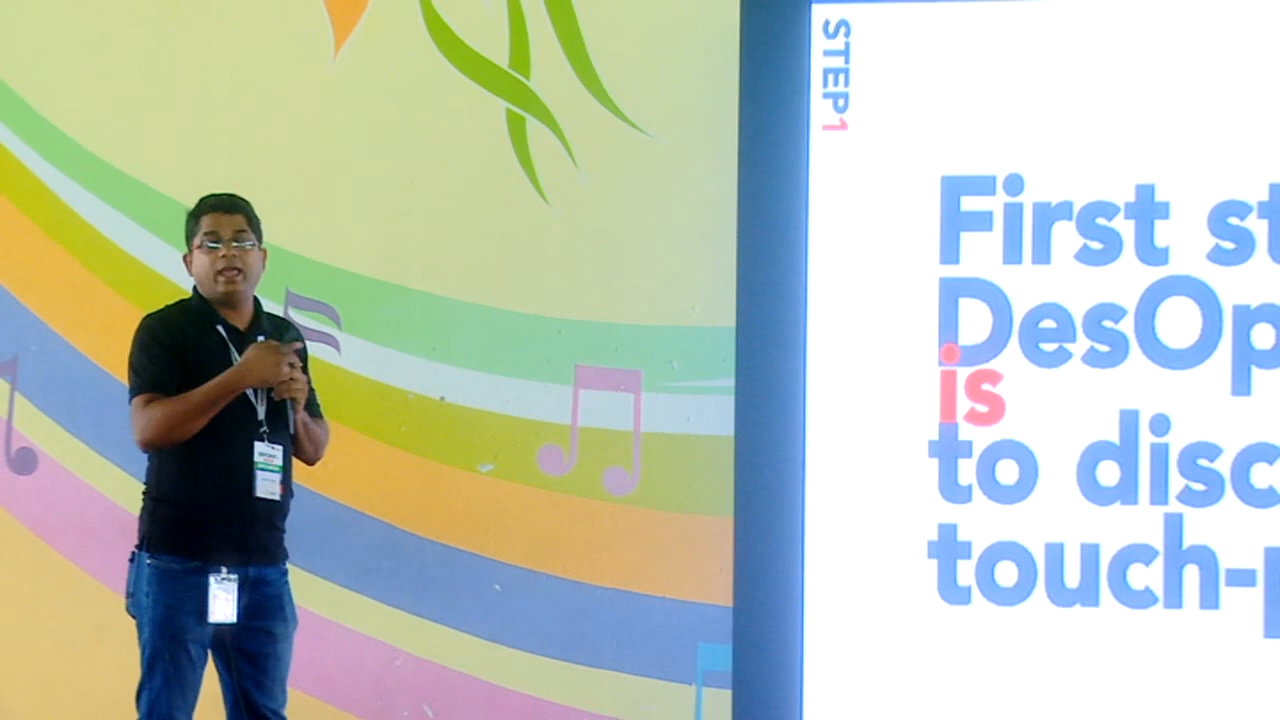 STEP1
First st
DesOp
is
to disc
touch-p